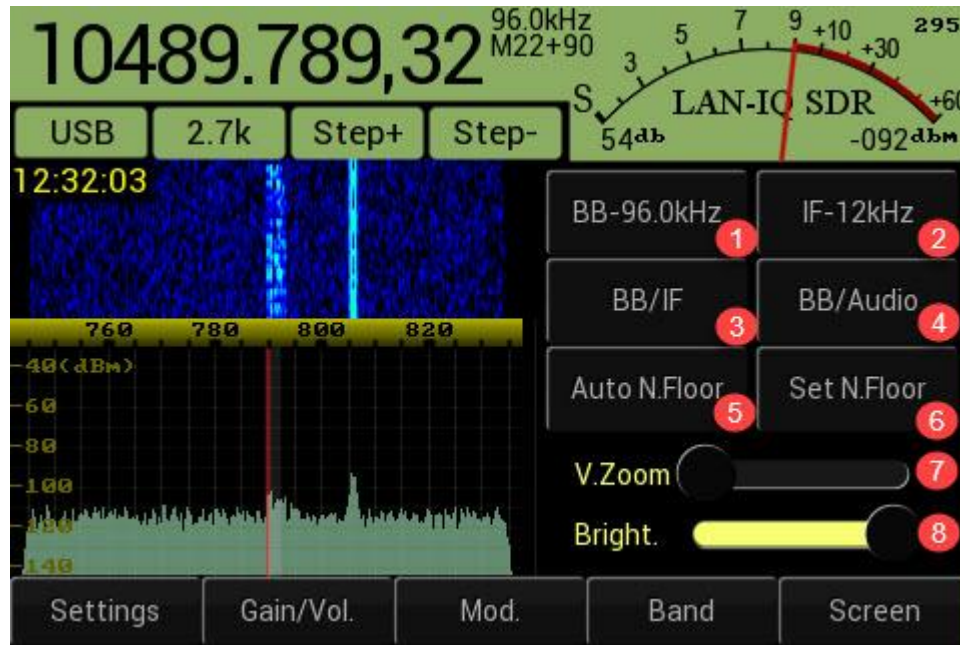 10489.789,32
96.0kHz
M22+90
295
S 3 5 7 9 +10 +30 +60
LAN-IQ SDR
54db -092dbm
USB 2.7k Step+ Step-
12:32:03
760 780 800 820
-40(dBm)
-60
-80
-100
-120
-140
BB-96.0kHz 1
IF-12kHz 2
BB/IF 3
BB/Audio 4
Auto N.Floor 5
Set N.Floor 6
V.Zoom 7
Bright. 8
Settings Gain/Vol. Mod. Band Screen